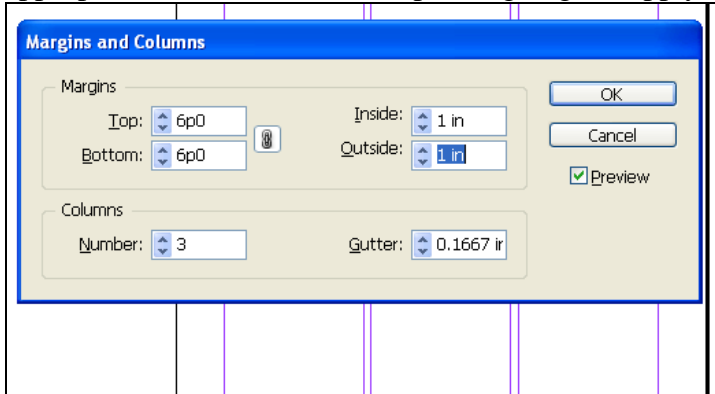 Margins and Columns
Margins
Top: 6p0
Bottom: 6p0
Inside: 1 in
Outside: 1 in
OK
Cancel
Preview
Columns
Number: 3
Gutter: 0.1667 ir